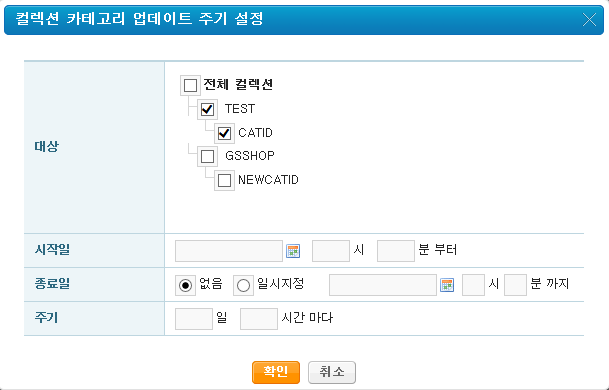 컬렉션 카테고리 업데이트 주기 설정
대상
전체 컬렉션
TEST
CATID
GSSHOP
NEWCATID
시작일 시 분 부터
종료일 없음 일시지정 시 분 까지
주기 일 시간 마다
확인 취소